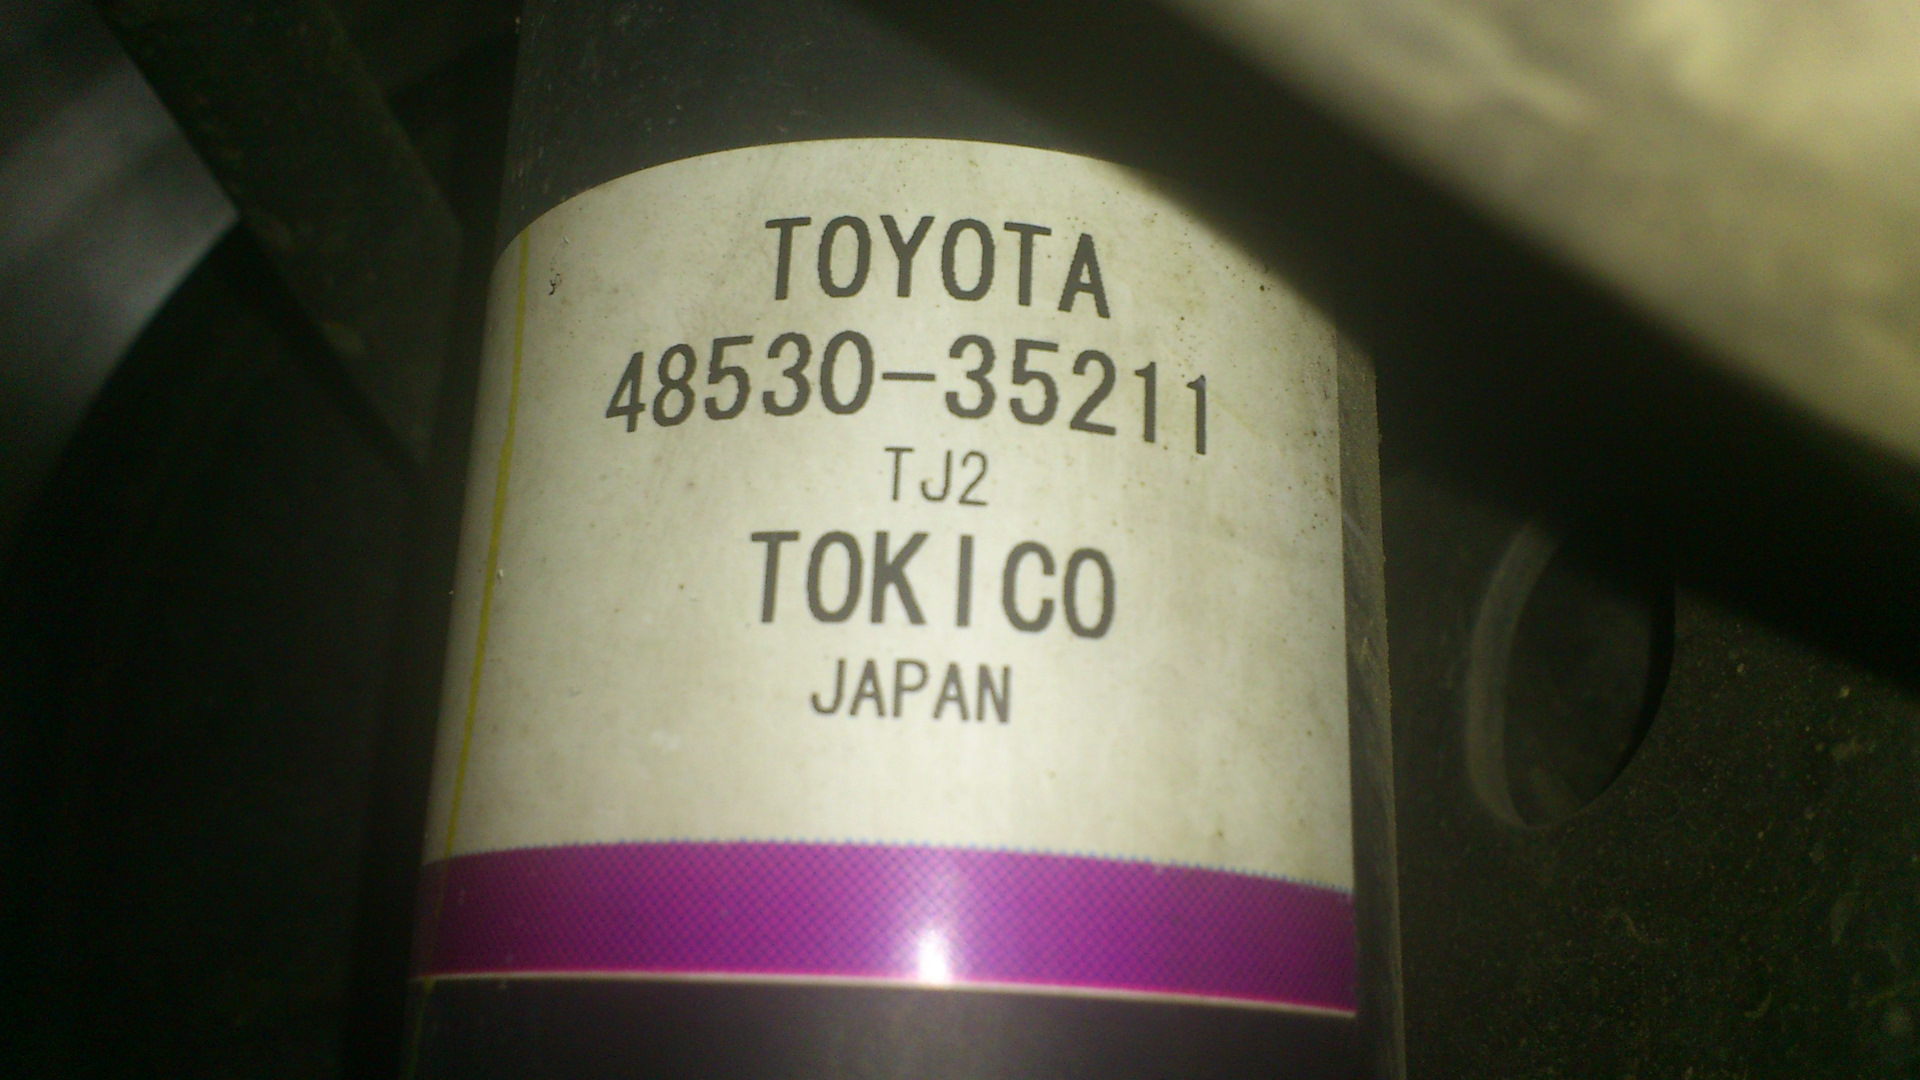 TOYOTA
48530-35211
TJ2
TOKICO
JAPAN